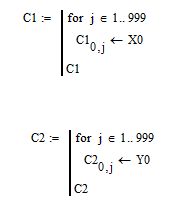 C1 := for j ∈ 1.. 999
C1₀,ⱼ ← X0
C1
C2 := for j ∈ 1.. 999
C2₀,ⱼ ← Y0
C2